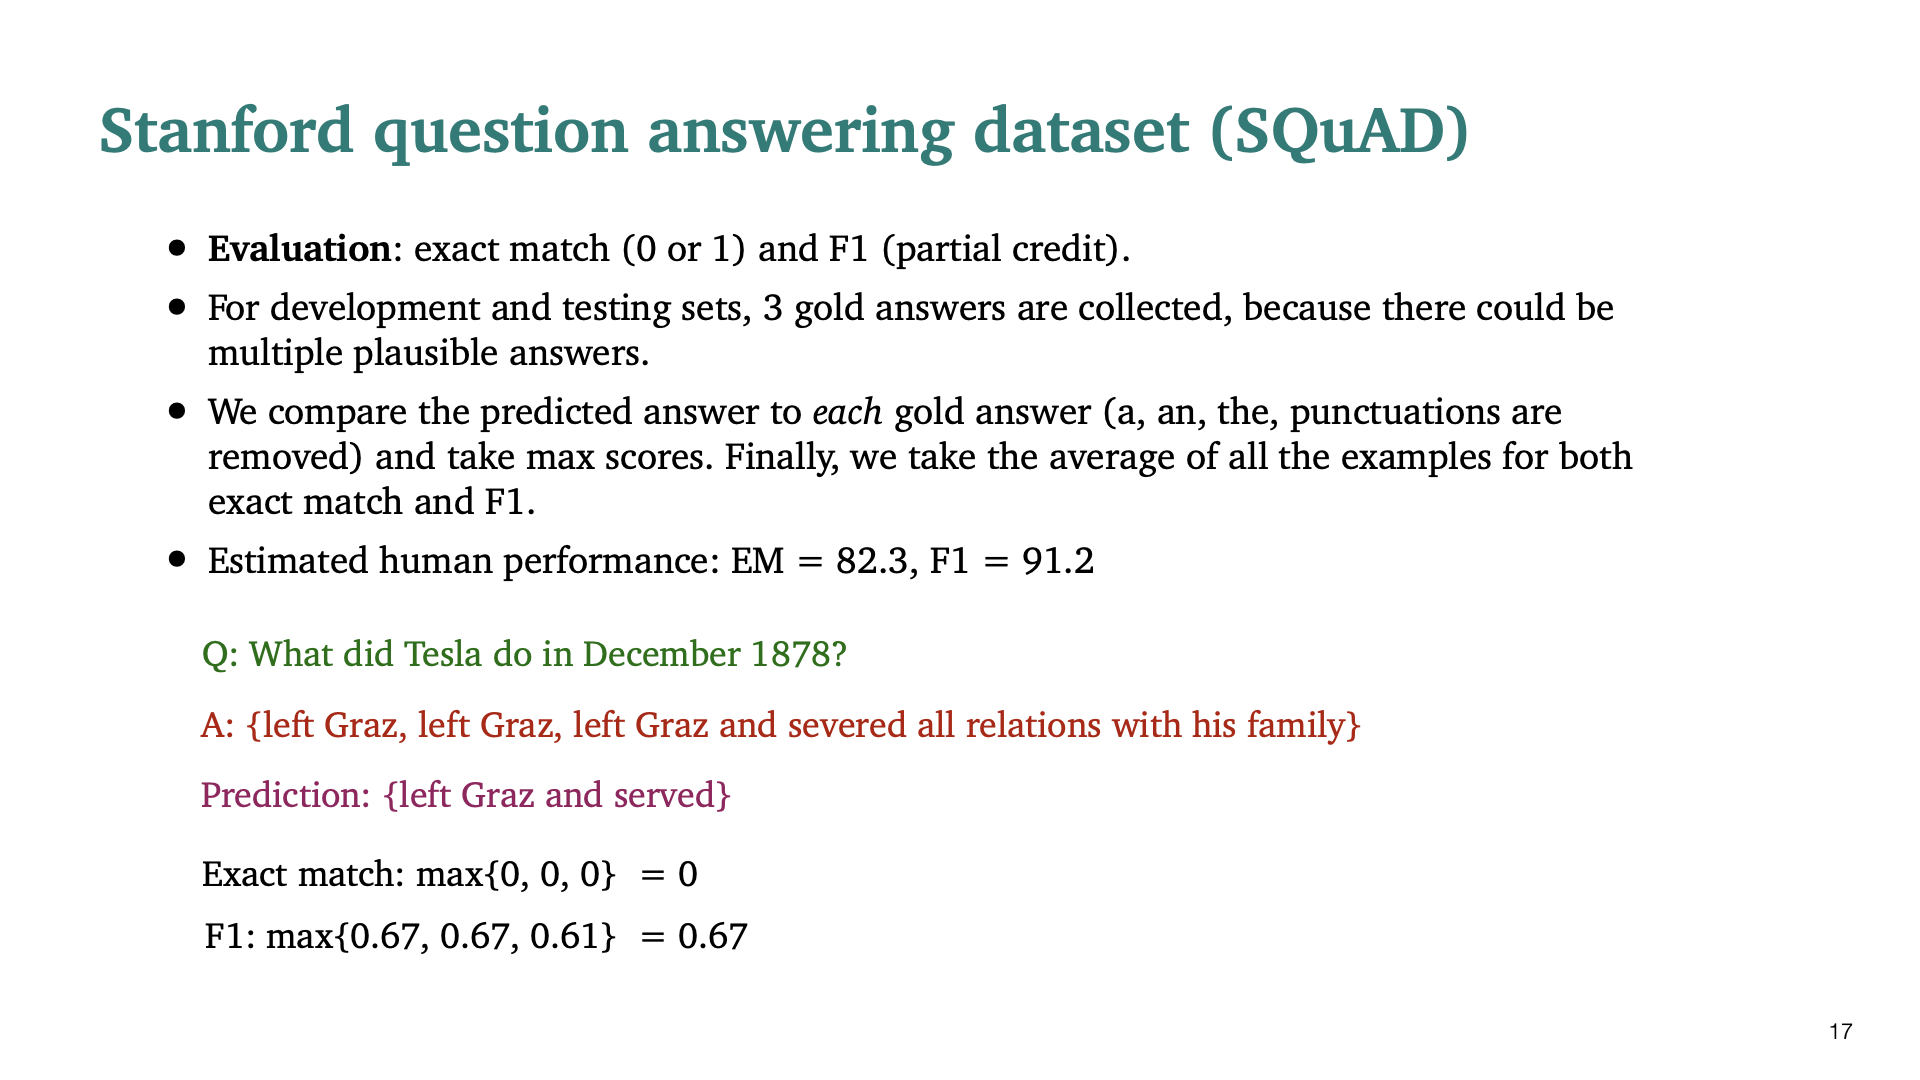 Stanford question answering dataset (SQuAD)
• Evaluation: exact match (0 or 1) and F1 (partial credit).
• For development and testing sets, 3 gold answers are collected, because there could be
multiple plausible answers.
• We compare the predicted answer to each gold answer (a, an, the, punctuations are
removed) and take max scores. Finally, we take the average of all the examples for both
exact match and F1.
• Estimated human performance: EM = 82.3, F1 = 91.2
Q: What did Tesla do in December 1878?
A: {left Graz, left Graz, left Graz and severed all relations with his family}
Prediction: {left Graz and served}
Exact match: max{0, 0, 0} = 0
F1: max{0.67, 0.67, 0.61} = 0.67
17